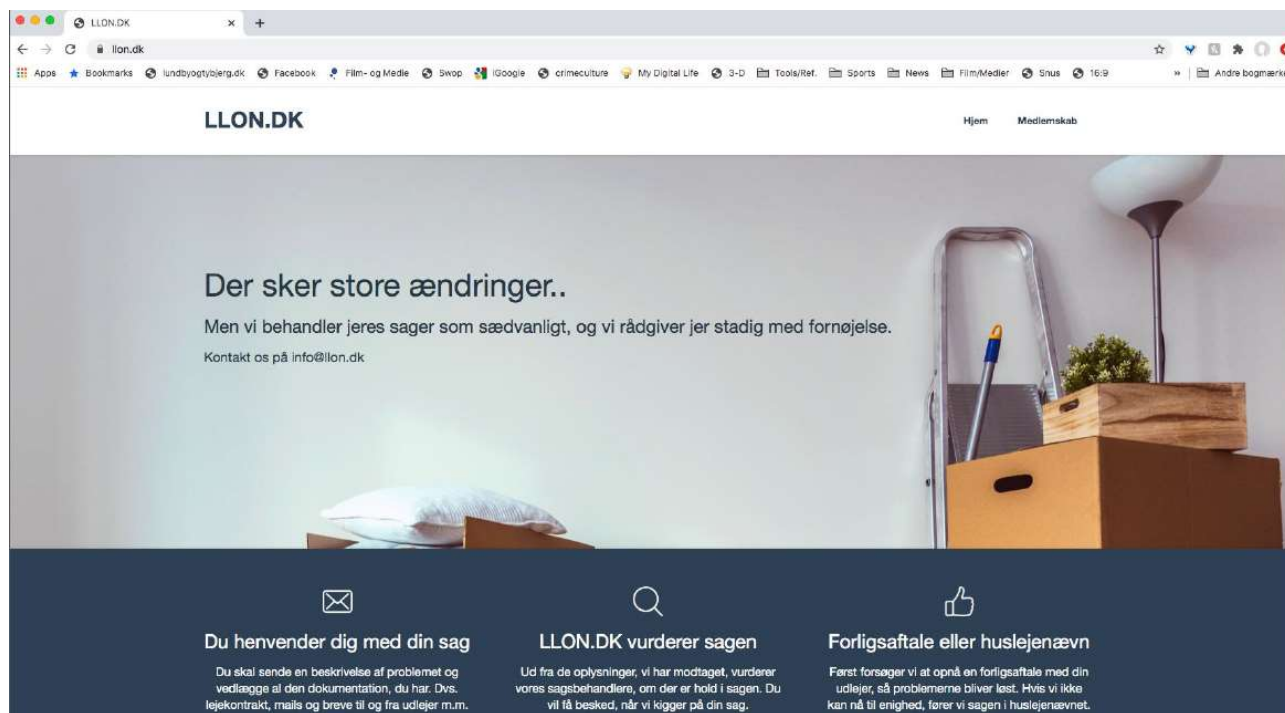 LLON.DK
llon.dk
Apps Bookmarks lundbyogtybjerg.dk Facebook Film- og Medie Swop iGoogle crimeculture My Digital Life 3-D Tools/Ref. Sports News Film/Medier Snus 16:9 » Andre bogmærke
LLON.DK
Hjem Medlemskab
Der sker store ændringer..
Men vi behandler jeres sager som sædvanligt, og vi rådgiver jer stadig med fornøjelse.
Kontakt os på info@llon.dk
Du henvender dig med din sag
Du skal sende en beskrivelse af problemet og
vedlægge al den dokumentation, du har. Dvs.
lejekontrakt, mails og breve til og fra udlejer m.m.
LLON.DK vurderer sagen
Ud fra de oplysninger, vi har modtaget, vurderer
vores sagsbehandlere, om der er hold i sagen. Du
vil få besked, når vi kigger på din sag.
Forligsaftale eller huslejenævn
Først forsøger vi at opnå en forligsaftale med din
udlejer, så problemerne bliver løst. Hvis vi ikke
kan nå til enighed, fører vi sagen i huslejenævnet.